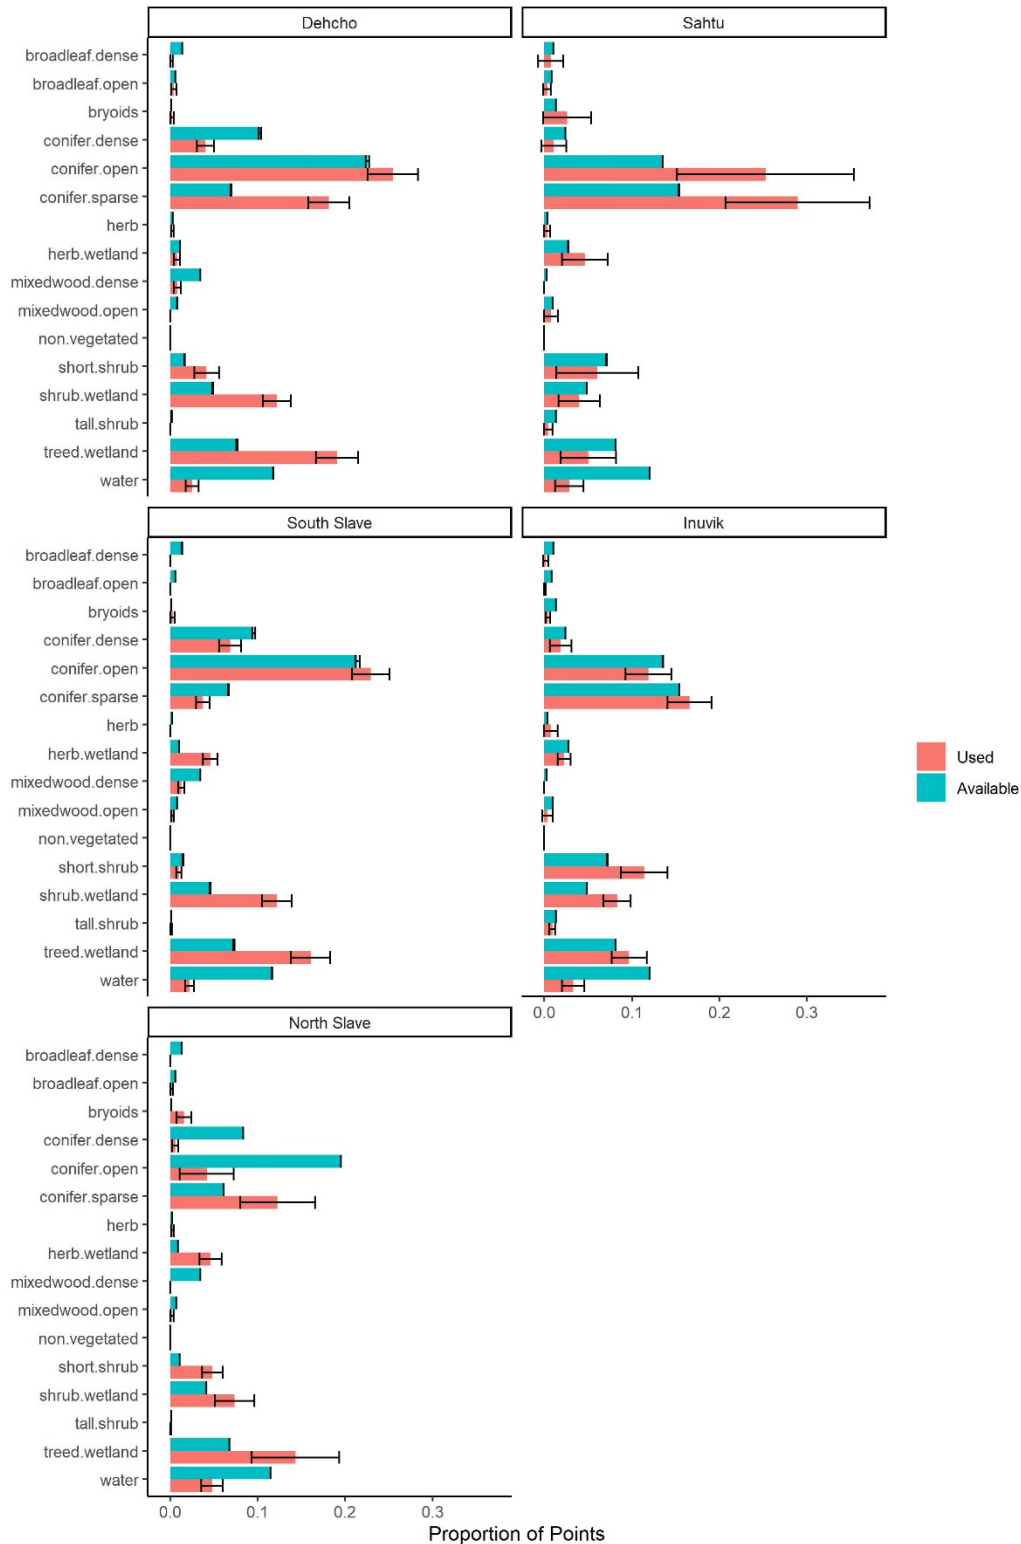 Dehcho
Sahtu
broadleaf.dense
broadleaf.open
bryoids
conifer.dense
conifer.open
conifer.sparse
herb
herb.wetland
mixedwood.dense
mixedwood.open
non.vegetated
short.shrub
shrub.wetland
tall.shrub
treed.wetland
water
South Slave
Inuvik
broadleaf.dense
broadleaf.open
bryoids
conifer.dense
conifer.open
conifer.sparse
herb
herb.wetland
mixedwood.dense
mixedwood.open
non.vegetated
short.shrub
shrub.wetland
tall.shrub
treed.wetland
water
Used
Available
0.0 0.1 0.2 0.3
North Slave
broadleaf.dense
broadleaf.open
bryoids
conifer.dense
conifer.open
conifer.sparse
herb
herb.wetland
mixedwood.dense
mixedwood.open
non.vegetated
short.shrub
shrub.wetland
tall.shrub
treed.wetland
water
0.0 0.1 0.2 0.3
Proportion of Points